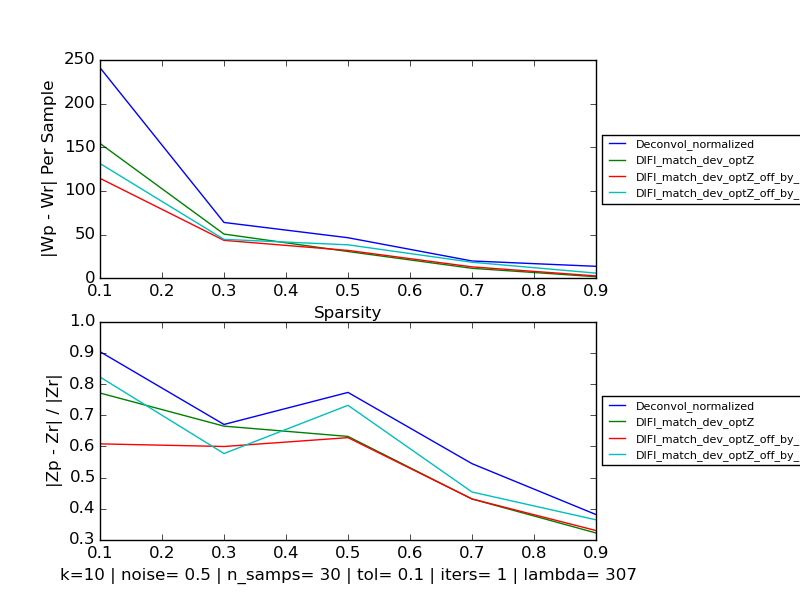 250
200
150
100
50
0
|Wp - Wr| Per Sample
0.1 0.2 0.3 0.4 0.5 0.6 0.7 0.8 0.9
Sparsity
Deconvol_normalized
DIFI_match_dev_optZ
DIFI_match_dev_optZ_off_by_
DIFI_match_dev_optZ_off_by_
1.0
0.9
0.8
0.7
0.6
0.5
0.4
0.3
|Zp - Zr| / |Zr|
0.1 0.2 0.3 0.4 0.5 0.6 0.7 0.8 0.9
Deconvol_normalized
DIFI_match_dev_optZ
DIFI_match_dev_optZ_off_by_
DIFI_match_dev_optZ_off_by_
k=10 | noise= 0.5 | n_samps= 30 | tol= 0.1 | iters= 1 | lambda= 307